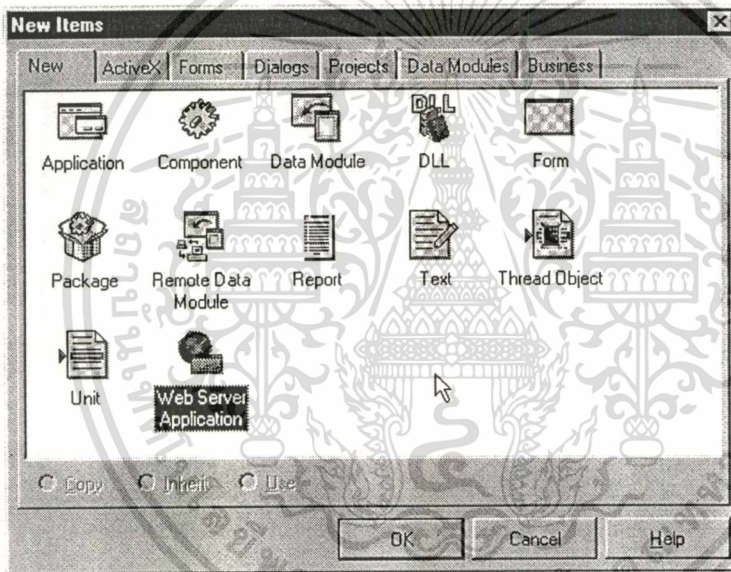 New Items
New ActiveX Forms Dialogs Projects Data Modules Business
Application Component Data Module DLL Form
Package Remote Data Module Report Text Thread Object
Unit Web Server Application
Copy Inherit Use
OK Cancel Help